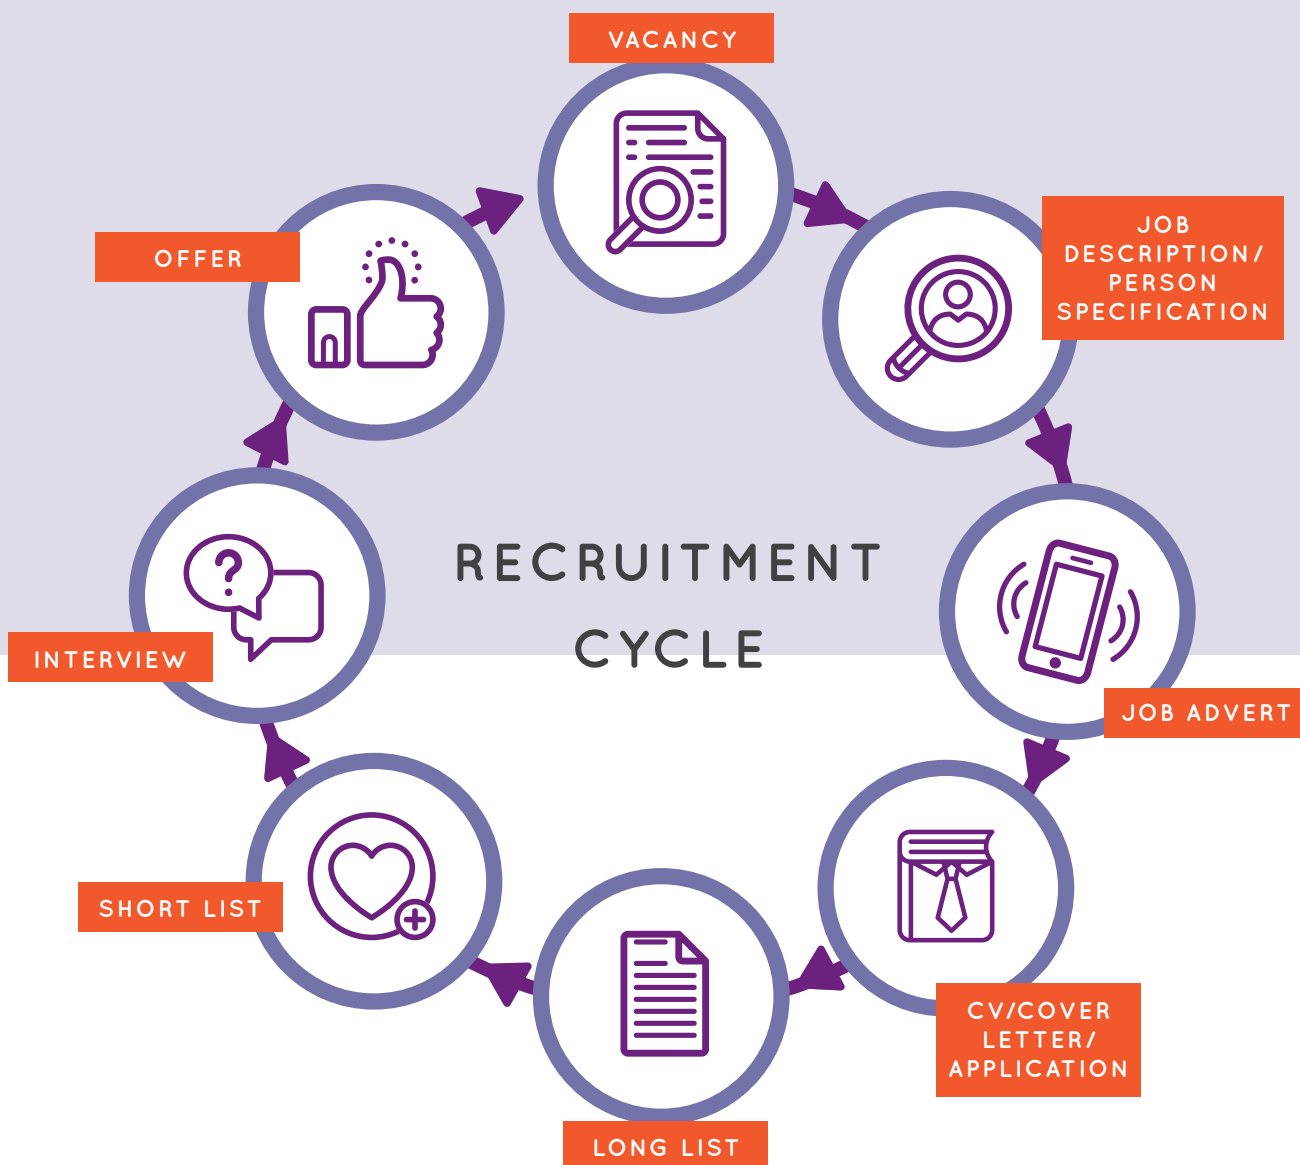 VACANCY
JOB
DESCRIPTION/
PERSON
SPECIFICATION
OFFER
?
RECRUITMENT
CYCLE
INTERVIEW
JOB ADVERT
SHORT LIST
CV/COVER
LETTER/
APPLICATION
LONG LIST